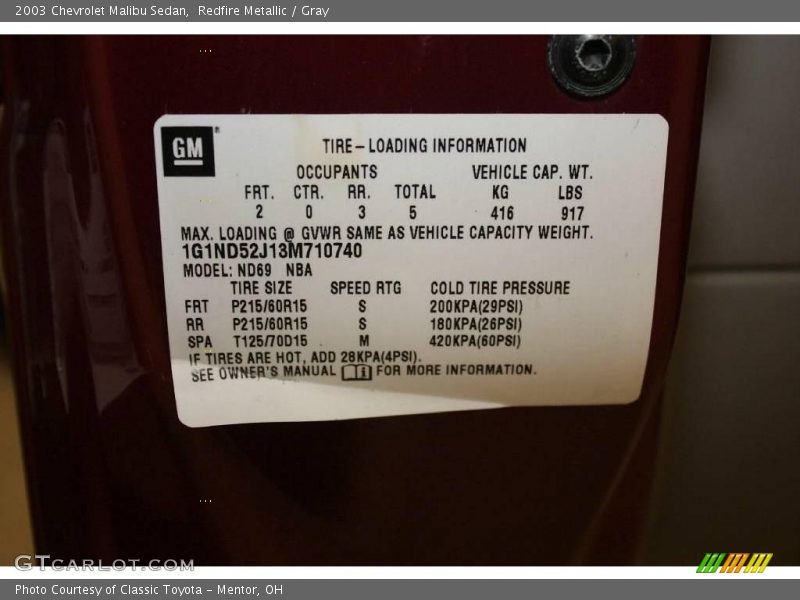 2003 Chevrolet Malibu Sedan,  Redfire Metallic / Gray
GM
TIRE-LOADING INFORMATION
OCCUPANTS VEHICLE CAP. WT.
FRT. CTR. RR. TOTAL KG LBS
2 0 3 5 416 917
MAX. LOADING @ GVWR SAME AS VEHICLE CAPACITY WEIGHT.
1G1ND52J13M710740
MODEL: ND69 NBA
TIRE SIZE SPEED RTG COLD TIRE PRESSURE
FRT P215/60R15 S 200KPA(29PSI)
RR P215/60R15 S 180KPA(26PSI)
SPA T125/70D15 M 420KPA(60PSI)
IF TIRES ARE HOT, ADD 28KPA(4PSI).
SEE OWNER'S MANUAL FOR MORE INFORMATION.
GTCARLOT.COM
Photo Courtesy of Classic Toyota - Mentor, OH